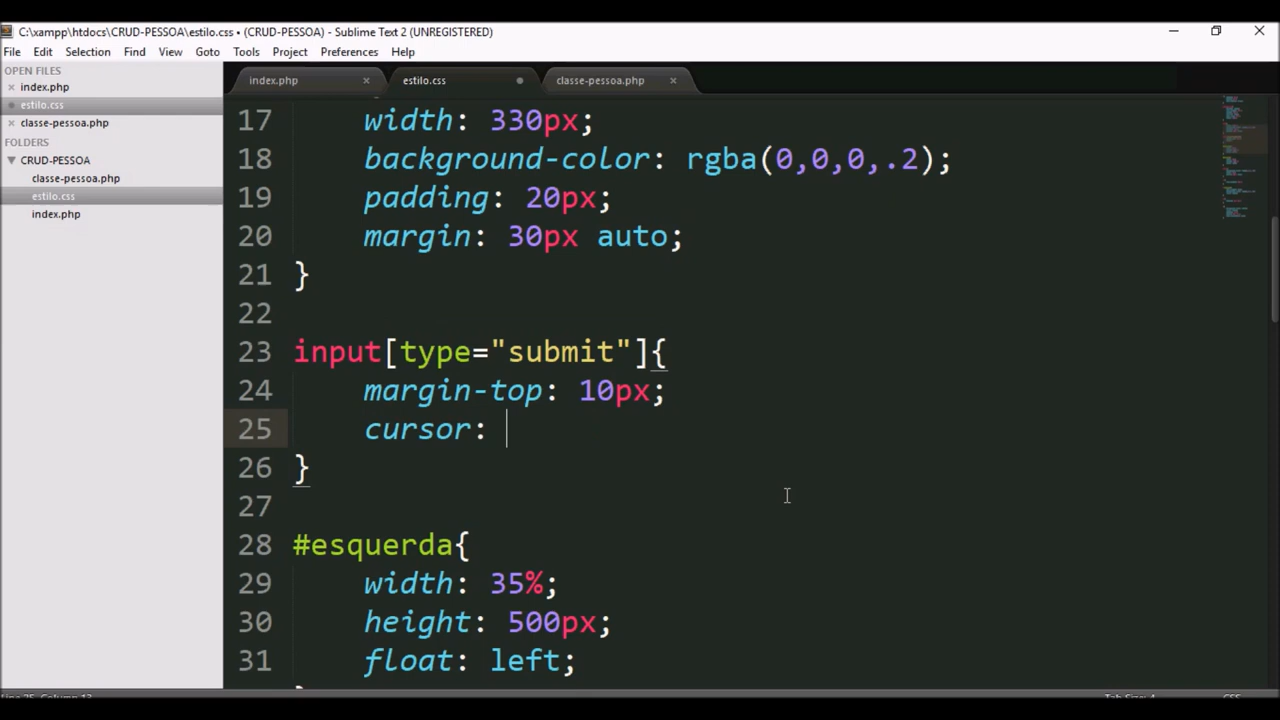 C:\xampp\htdocs\CRUD-PESSOA\estilo.css • (CRUD-PESSOA) - Sublime Text 2 (UNREGISTERED)
File Edit Selection Find View Goto Tools Project Preferences Help
OPEN FILES
index.php
estilo.css
classe-pessoa.php
FOLDERS
CRUD-PESSOA
classe-pessoa.php
estilo.css
index.php
index.php estilo.css classe-pessoa.php
17 width: 330px;
18 background-color: rgba(0,0,0,.2);
19 padding: 20px;
20 margin: 30px auto;
21 }
22
23 input[type="submit"]{
24 margin-top: 10px;
25 cursor:
26 }
27
28 #esquerda{
29 width: 35%;
30 height: 500px;
31 float: left;